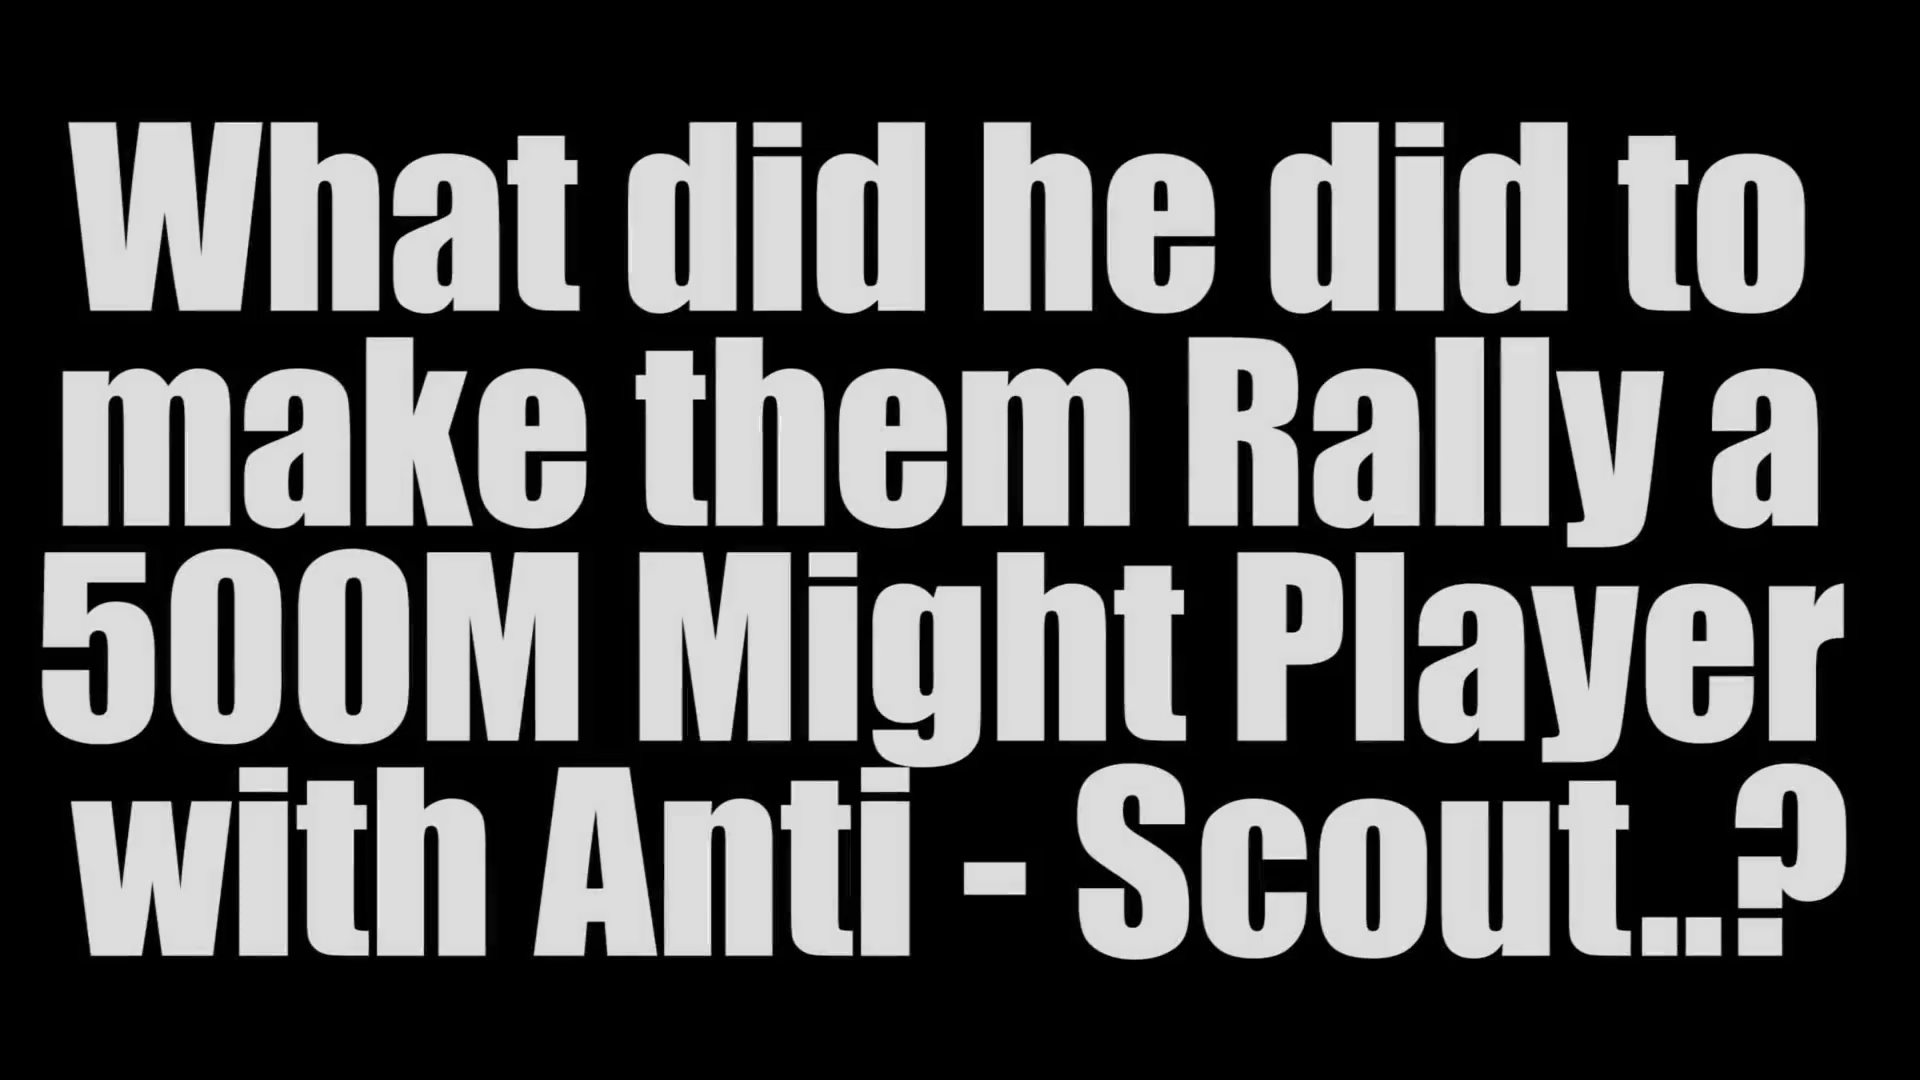 What did he did to
make them Rally a
500M Might Player
with Anti - Scout..?